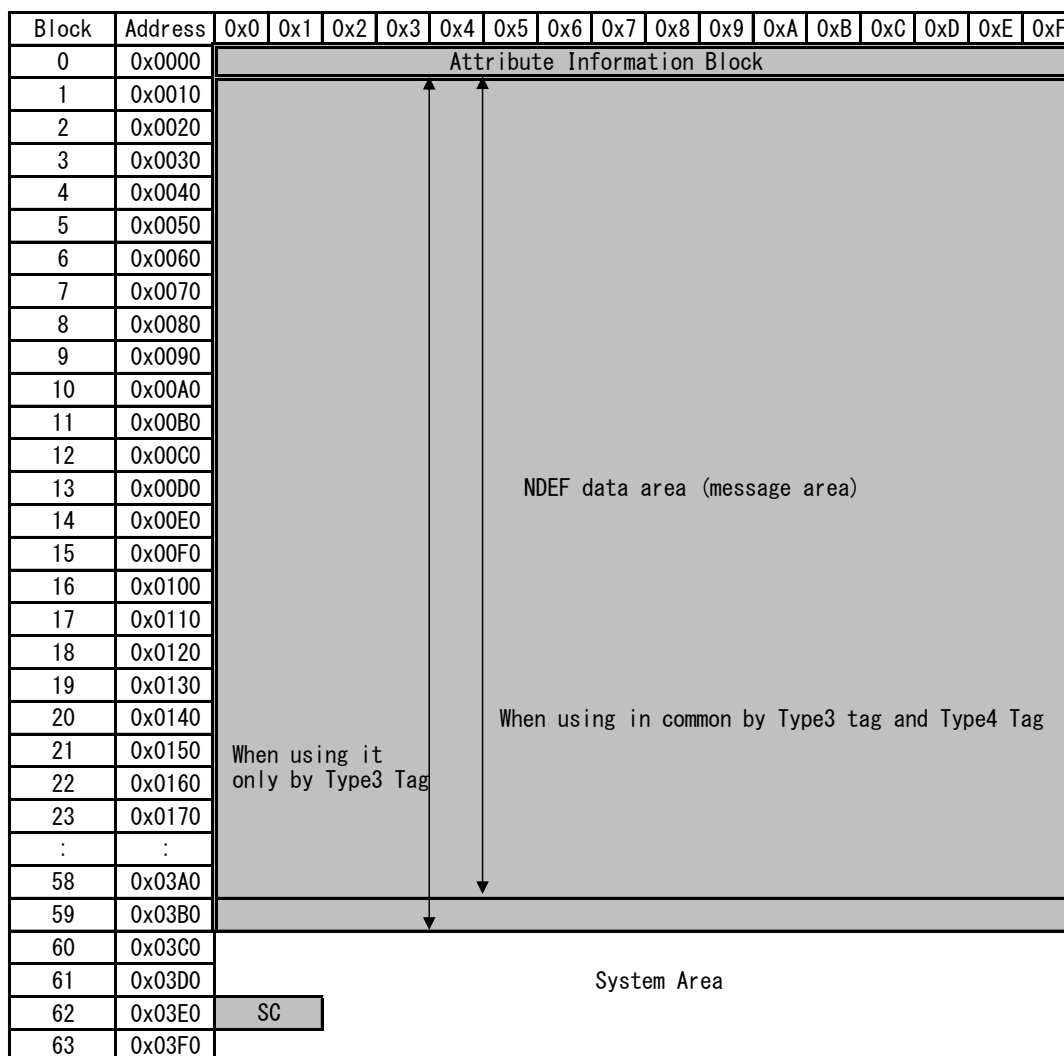 Block Address 0x0 0x1 0x2 0x3 0x4 0x5 0x6 0x7 0x8 0x9 0xA 0xB 0xC 0xD 0xE 0xF
0 0x0000 Attribute Information Block
1 0x0010
2 0x0020
3 0x0030
4 0x0040
5 0x0050
6 0x0060
7 0x0070
8 0x0080
9 0x0090
10 0x00A0
11 0x00B0
12 0x00C0
13 0x00D0 NDEF data area (message area)
14 0x00E0
15 0x00F0
16 0x0100
17 0x0110
18 0x0120
19 0x0130
20 0x0140 When using in common by Type3 tag and Type4 Tag
21 0x0150 When using it
22 0x0160 only by Type3 Tag
23 0x0170
: :
58 0x03A0
59 0x03B0
60 0x03C0
61 0x03D0 System Area
62 0x03E0 SC
63 0x03F0